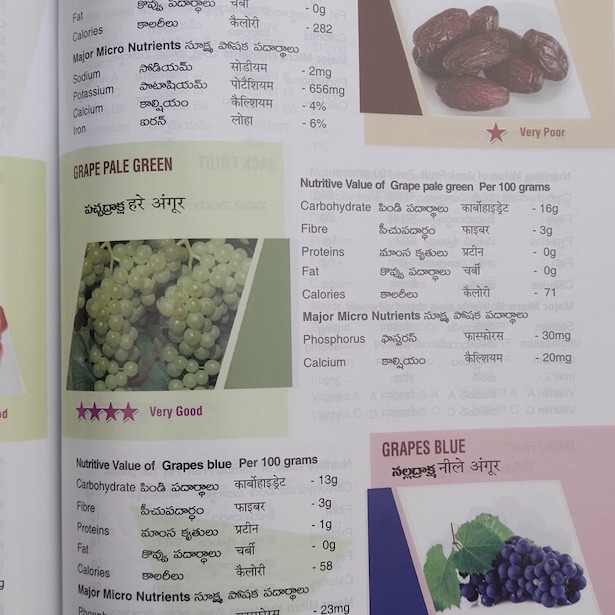 Fat కొవ్వు పదార్థాలు चर्बी - 0g
Calories కాలరీలు कैलोरी - 282
Major Micro Nutrients సూక్ష్మ పోషక పదార్థాలు
Sodium సోడియమ్ सोडीयम - 2mg
Potassium పొటాషియమ్ पोटैशियम - 656mg
Calcium కాల్షియం कैल्शियम - 4%
Iron ఐరన్ लोहा - 6%
Very Poor
GRAPE PALE GREEN
పచ్చద్రాక్ష हरे अंगूर
Very Good
Nutritive Value of Grape pale green Per 100 grams
Carbohydrate పిండి పదార్థాలు कार्बोहाइड्रेट - 16g
Fibre పీచుపదార్థం फाइबर - 3g
Proteins మాంస కృతులు प्रटीन - 0g
Fat కొవ్వు పదార్థాలు चर्बी - 0g
Calories కాలరీలు कैलोरी - 71
Major Micro Nutrients సూక్ష్మ పోషక పదార్థాలు
Phosphorus ఫాస్ఫరస్ फास्फोरस - 30mg
Calcium కాల్షియం कैल्शियम - 20mg
Nutritive Value of Grapes blue Per 100 grams
Carbohydrate పిండి పదార్థాలు कार्बोहाइड्रेट - 13g
Fibre పీచుపదార్థం फाइबर - 3g
Proteins మాంస కృతులు प्रटीन - 1g
Fat కొవ్వు పదార్థాలు चर्बी - 0g
Calories కాలరీలు कैलोरी - 58
Major Micro Nutrients సూక్ష్మ పోషక పదార్థాలు
- 23mg
GRAPES BLUE
నల్లద్రాక్ష नीले अंगूर